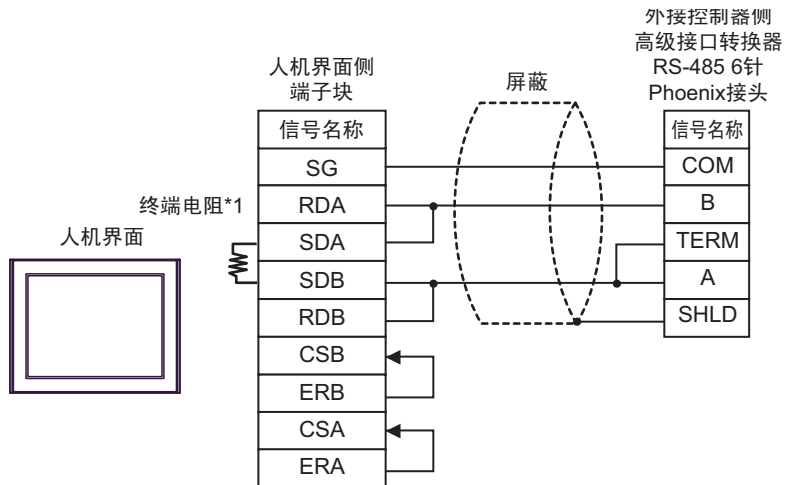 外接控制器侧
高级接口转换器
RS-485 6针
Phoenix接头
人机界面侧
端子块
屏蔽
信号名称
信号名称
SG
COM
终端电阻*1
RDA
B
人机界面
SDA
TERM
SDB
A
RDB
SHLD
CSB
ERB
CSA
ERA